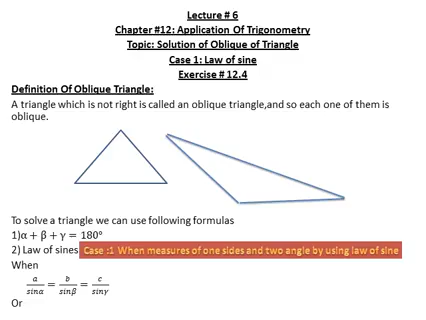 Lecture # 6
Chapter #12: Application Of Trigonometry
Topic: Solution of Oblique of Triangle
Case 1: Law of sine
Exercise # 12.4
Definition Of Oblique Triangle:
A triangle which is not right is called an oblique triangle,and so each one of them is
oblique.
To solve a triangle we can use following formulas
1)α + β + γ = 180°
2) Law of sines Case :1 When measures of one sides and two angle by using law of sine
When
a/sinα = b/sinβ = c/sinγ
Or